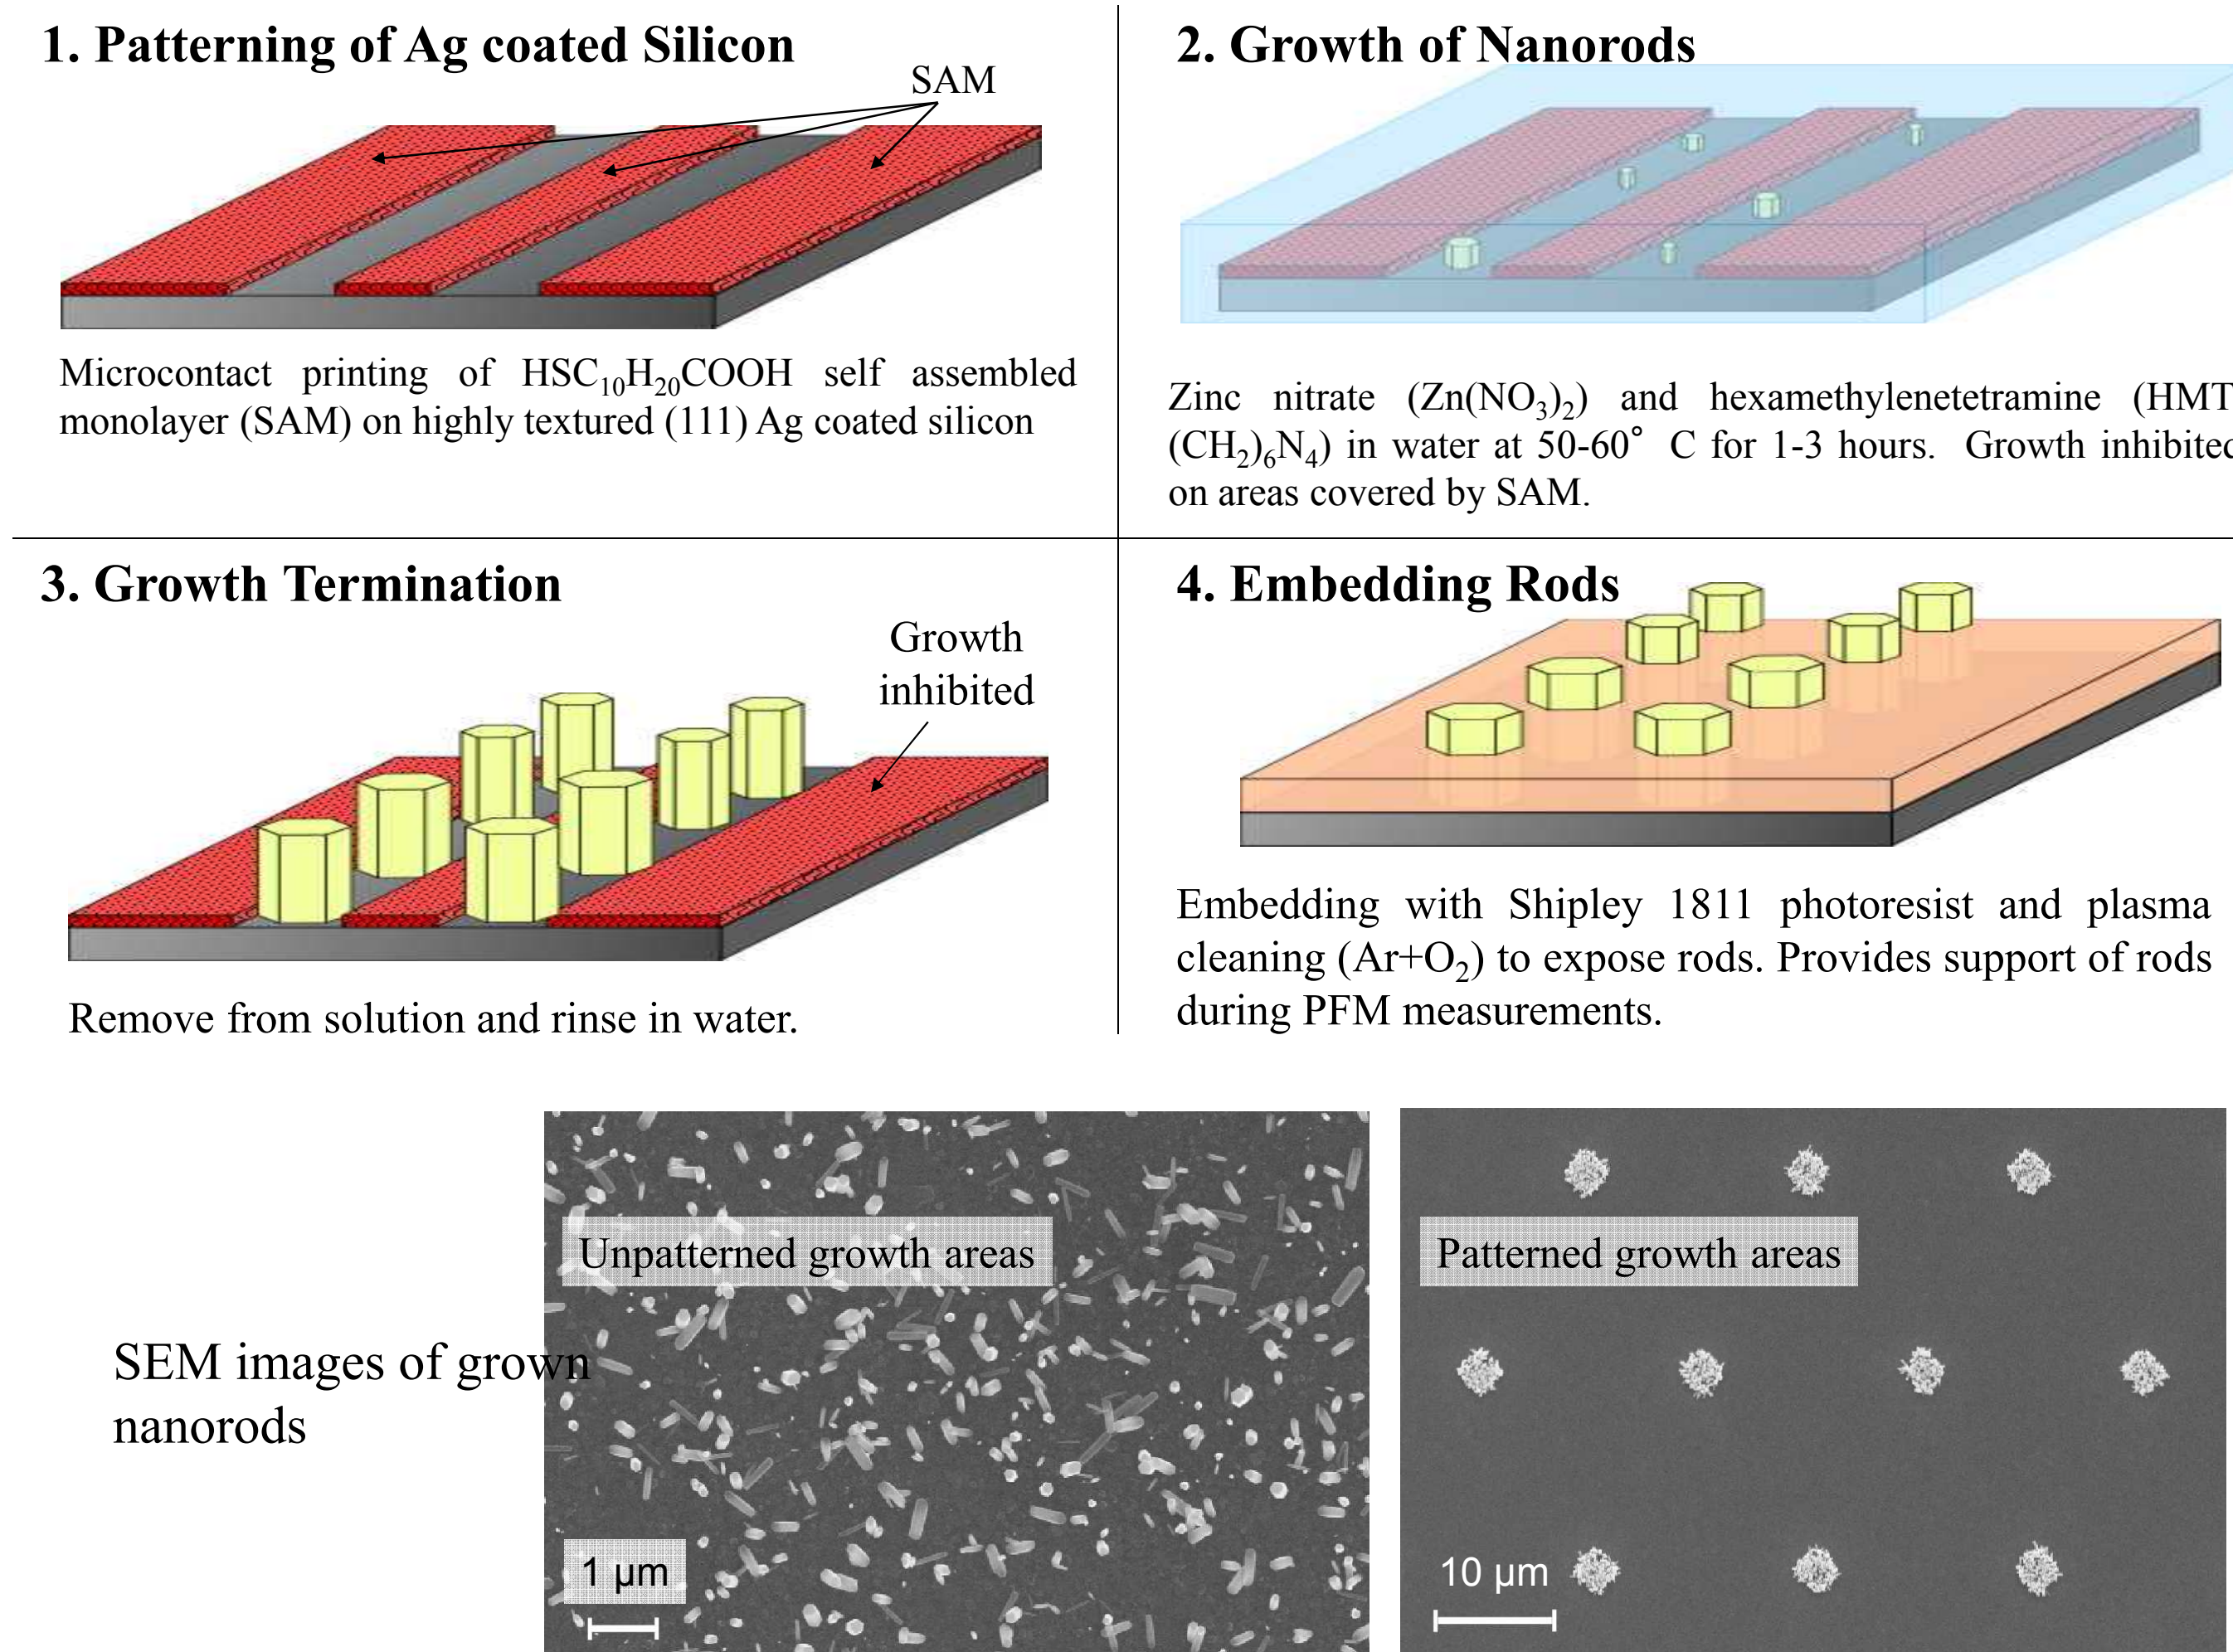 1. Patterning of Ag coated Silicon
SAM
Microcontact printing of HSC₁₀H₂₀COOH self assembled
monolayer (SAM) on highly textured (111) Ag coated silicon
2. Growth of Nanorods
Zinc nitrate (Zn(NO₃)₂) and hexamethylenetetramine (HMT
(CH₂)₆N₄) in water at 50-60° C for 1-3 hours. Growth inhibited
on areas covered by SAM.
3. Growth Termination
Growth
inhibited
Remove from solution and rinse in water.
4. Embedding Rods
Embedding with Shipley 1811 photoresist and plasma
cleaning (Ar+O₂) to expose rods. Provides support of rods
during PFM measurements.
SEM images of grown
nanorods
Unpatterned growth areas
1 μm
Patterned growth areas
10 μm